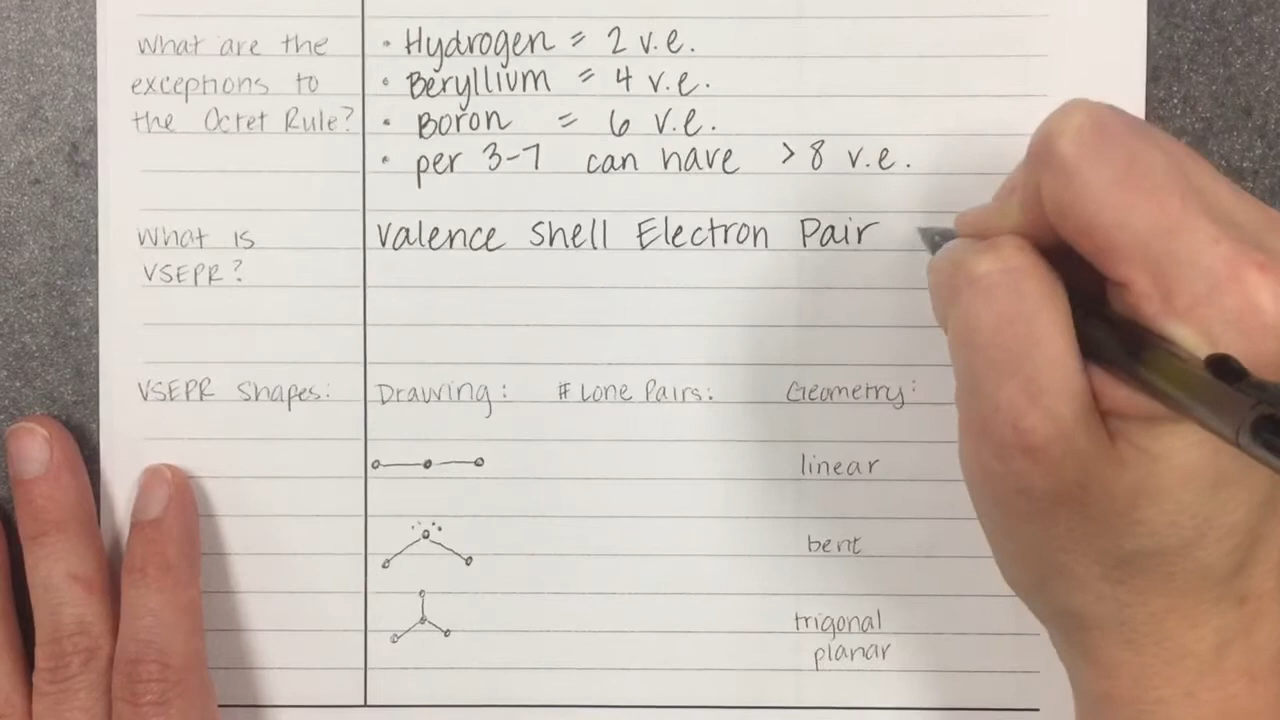 What are the
exceptions to
the Octet Rule?
• Hydrogen = 2 v.e.
• Beryllium = 4 v.e.
• Boron = 6 v.e.
• per 3-7 can have > 8 v.e.
What is
VSEPR?
Valence Shell Electron Pair
VSEPR Shapes:
Drawing: # Lone Pairs: Geometry:
linear
bent
trigonal
planar